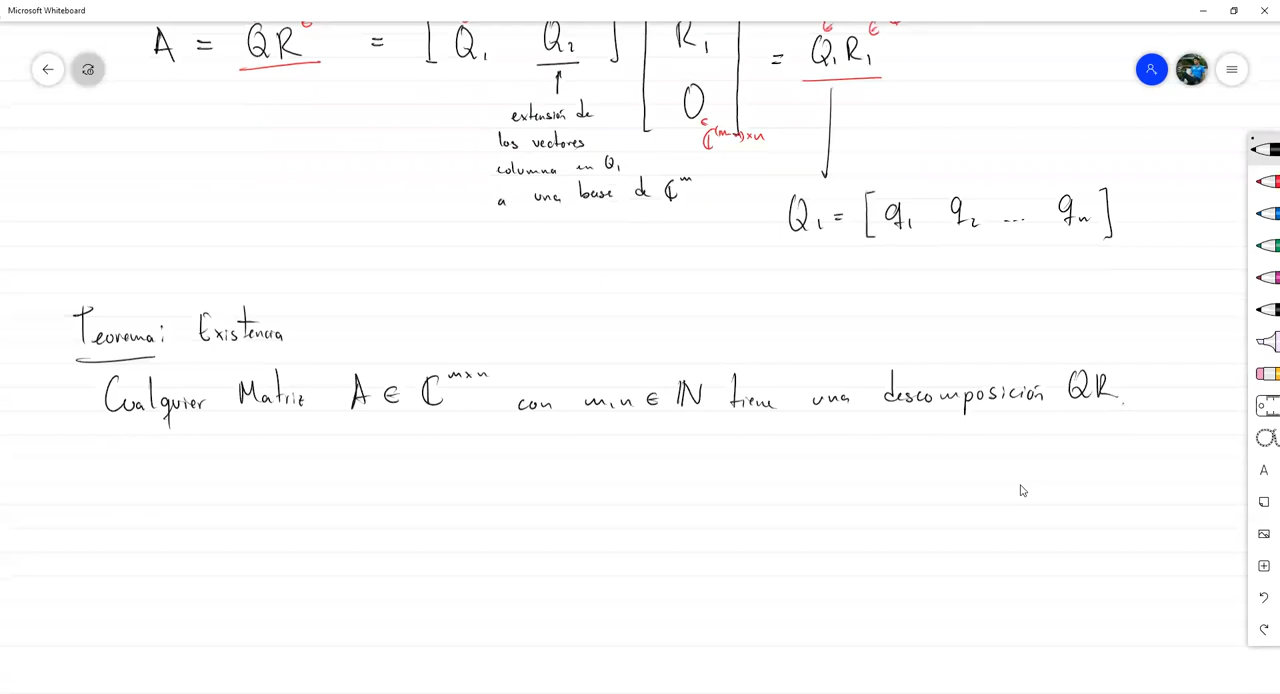 Microsoft Whiteboard
A = QR = [ Q₁ Q₂ ] [ R₁ 0 ] = Q₁R₁
∈ ℂ^(m-n)×n
extensión de
los vectores
columna en Q₁
a una base de ℂ^m
Q₁ = [ q₁ q₂ ... qₙ ]
Teorema: Existencia
Cualquier Matriz A ∈ ℂ^m×n con m,n ∈ ℕ tiene una descomposición QR.
A